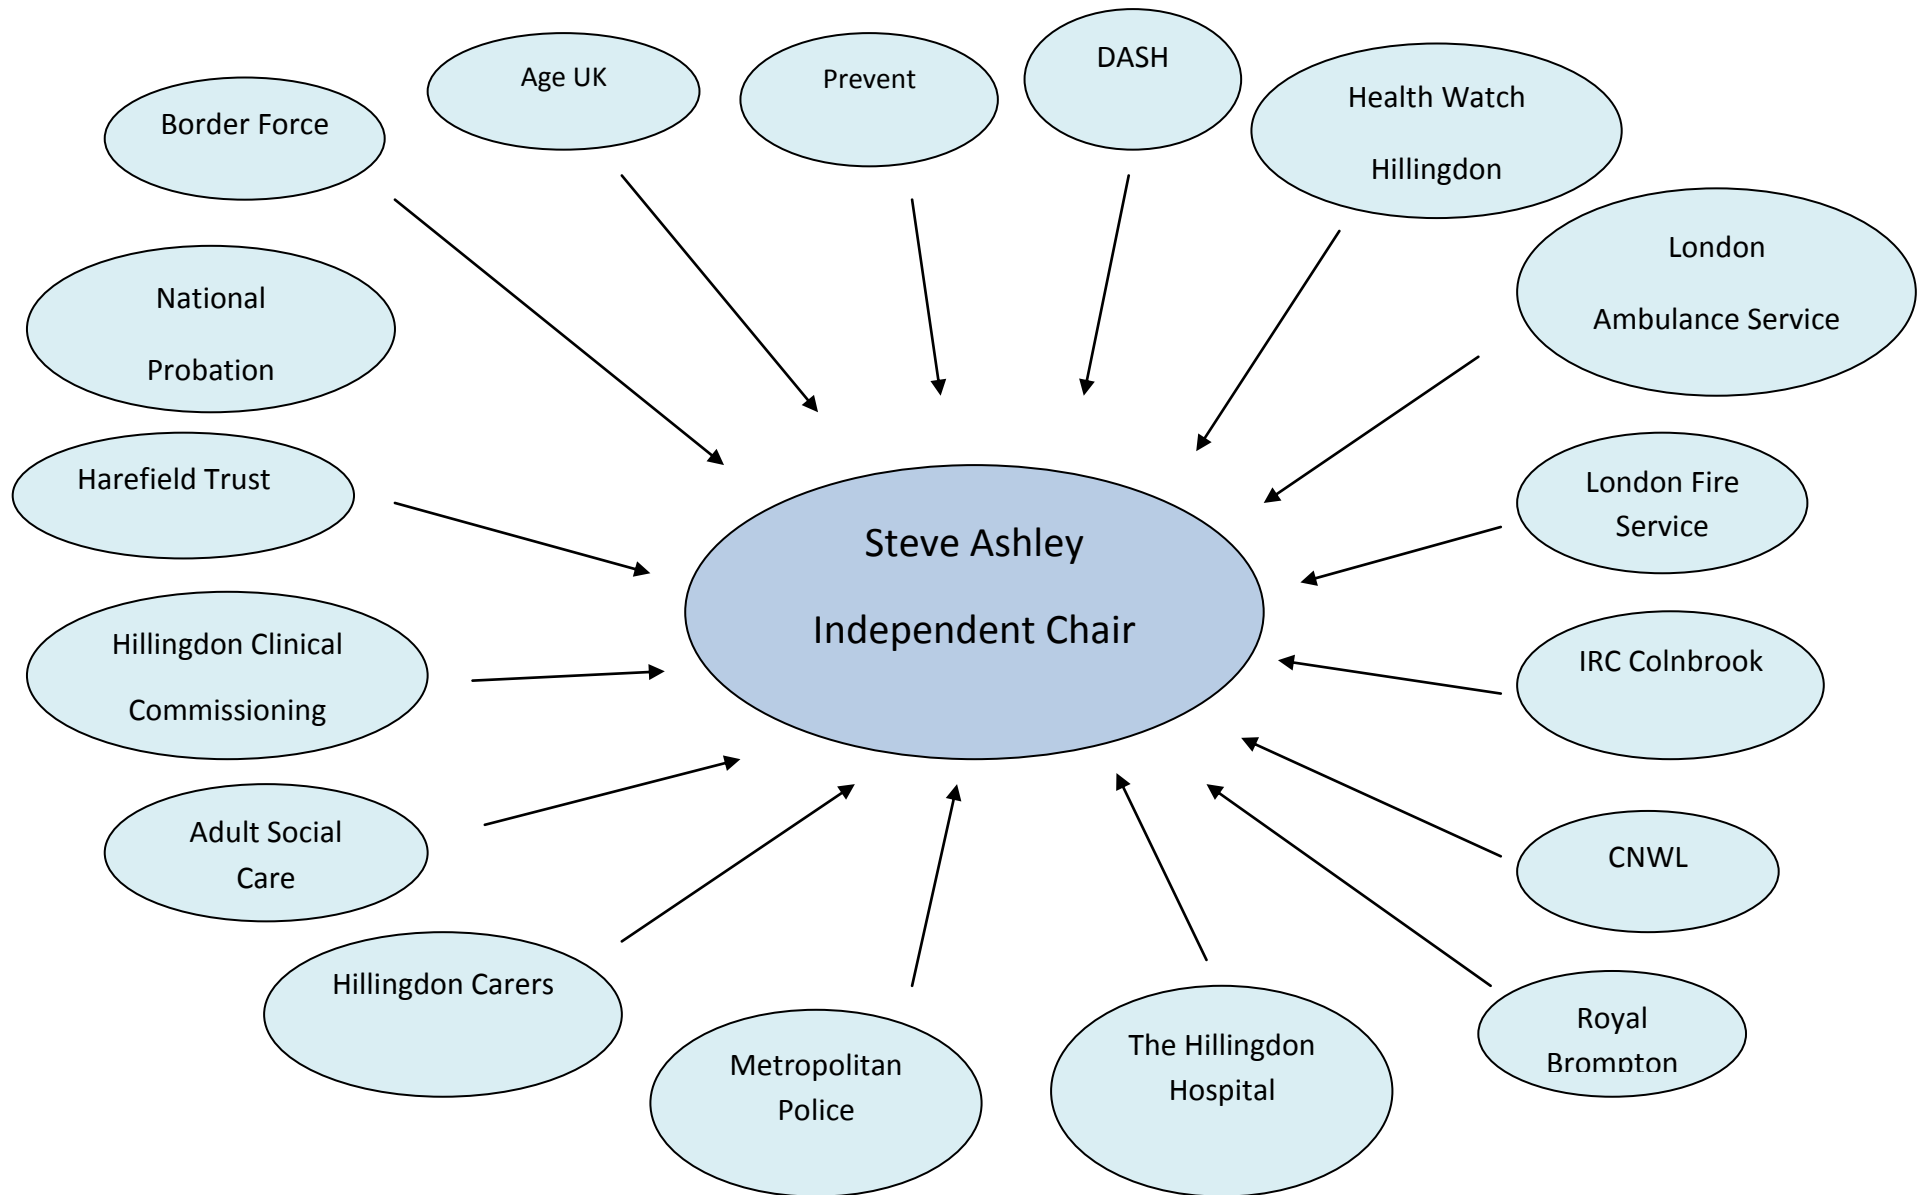 Border Force
Age UK
Prevent
DASH
Health Watch
Hillingdon
National
Probation
London
Ambulance Service
Harefield Trust
London Fire
Service
Steve Ashley
Independent Chair
Hillingdon Clinical
Commissioning
IRC Colnbrook
Adult Social
Care
CNWL
Hillingdon Carers
Metropolitan
Police
The Hillingdon
Hospital
Royal
Brompton